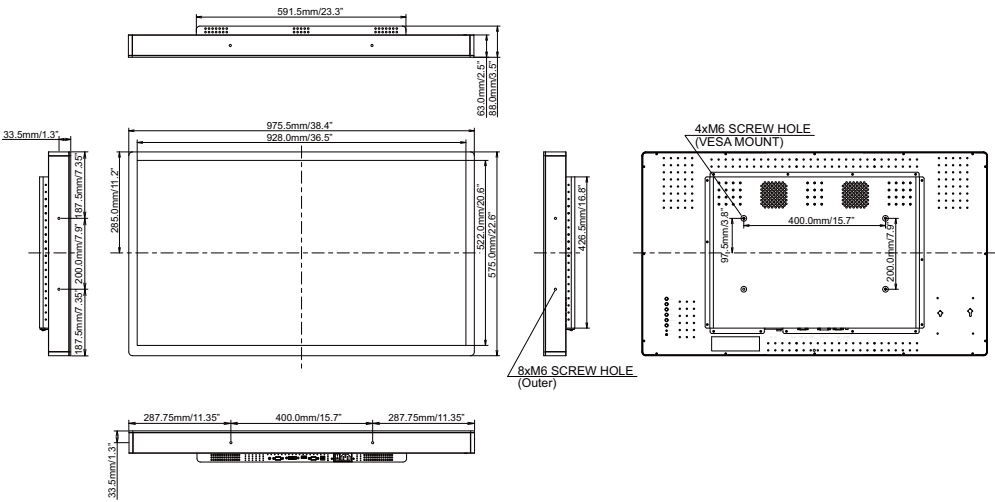 591.5mm/23.3"
63.0mm/2.5"
88.0mm/3.5"
33.5mm/1.3"
975.5mm/38.4"
928.0mm/36.5"
4xM6 SCREW HOLE
(VESA MOUNT)
187.5mm/7.35"
200.0mm/7.9"
187.5mm/7.35"
285.0mm/11.2"
522.0mm/20.6"
575.0mm/22.6"
426.5mm/16.8"
400.0mm/15.7"
97.5mm/3.8"
200.0mm/7.9"
8xM6 SCREW HOLE
(Outer)
287.75mm/11.35"
400.0mm/15.7"
287.75mm/11.35"
33.5mm/1.3"